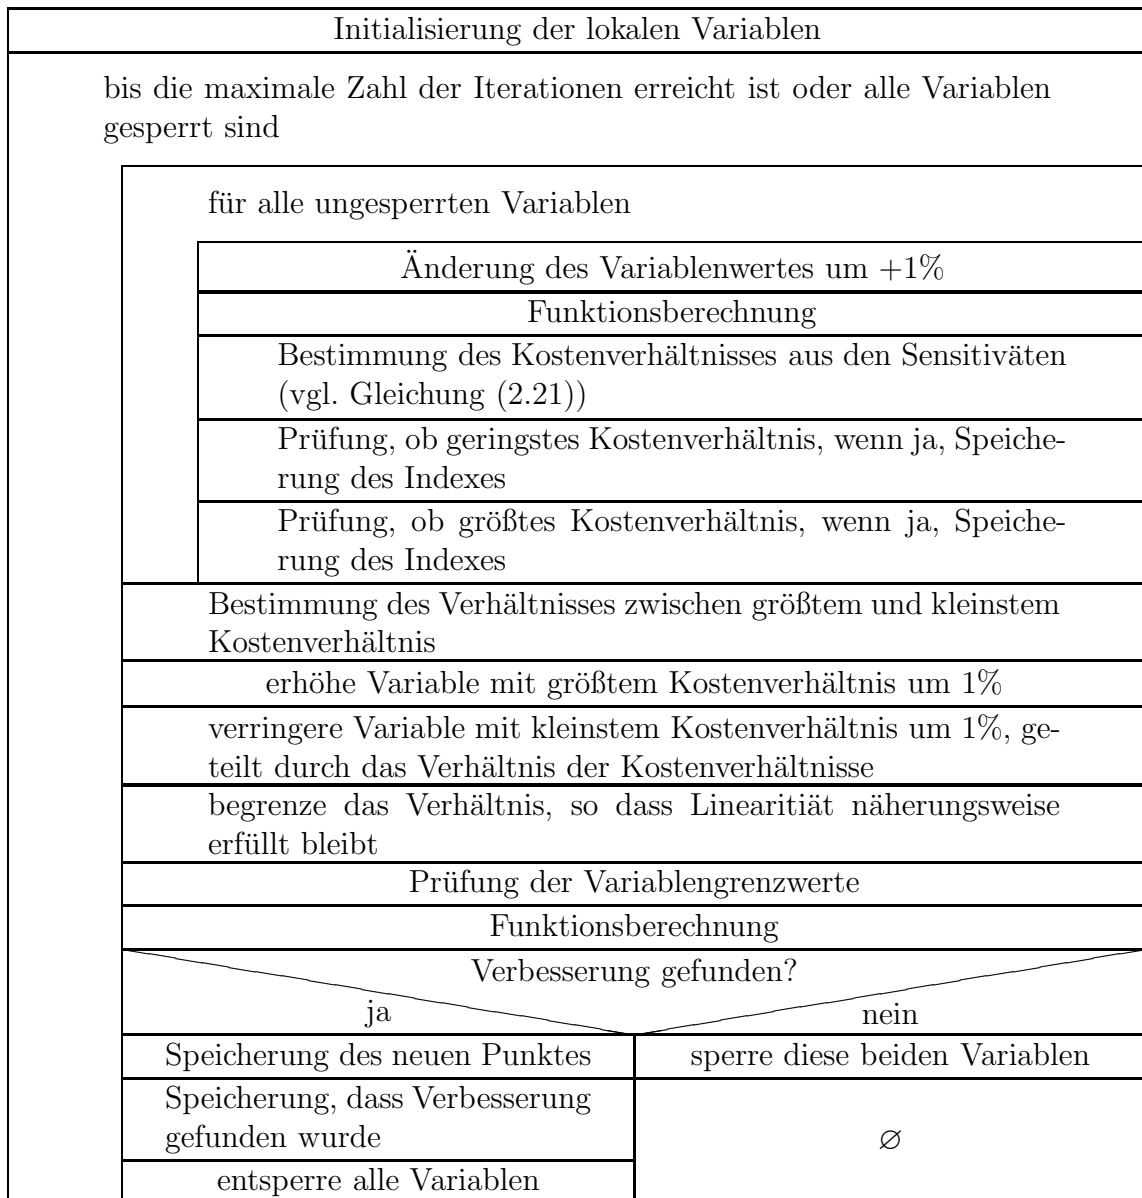 Initialisierung der lokalen Variablen
bis die maximale Zahl der Iterationen erreicht ist oder alle Variablen
gesperrt sind
für alle ungesperrten Variablen
Änderung des Variablenwertes um +1%
Funktionsberechnung
Bestimmung des Kostenverhältnisses aus den Sensitiväten
(vgl. Gleichung (2.21))
Prüfung, ob geringstes Kostenverhältnis, wenn ja, Speiche-
rung des Indexes
Prüfung, ob größtes Kostenverhältnis, wenn ja, Speiche-
rung des Indexes
Bestimmung des Verhältnisses zwischen größtem und kleinstem
Kostenverhältnis
erhöhe Variable mit größtem Kostenverhältnis um 1%
verringere Variable mit kleinstem Kostenverhältnis um 1%, ge-
teilt durch das Verhältnis der Kostenverhältnisse
begrenze das Verhältnis, so dass Linearitiät näherungsweise
erfüllt bleibt
Prüfung der Variablengrenzwerte
Funktionsberechnung
Verbesserung gefunden?
ja
nein
Speicherung des neuen Punktes
sperre diese beiden Variablen
Speicherung, dass Verbesserung
gefunden wurde
∅
entsperre alle Variablen